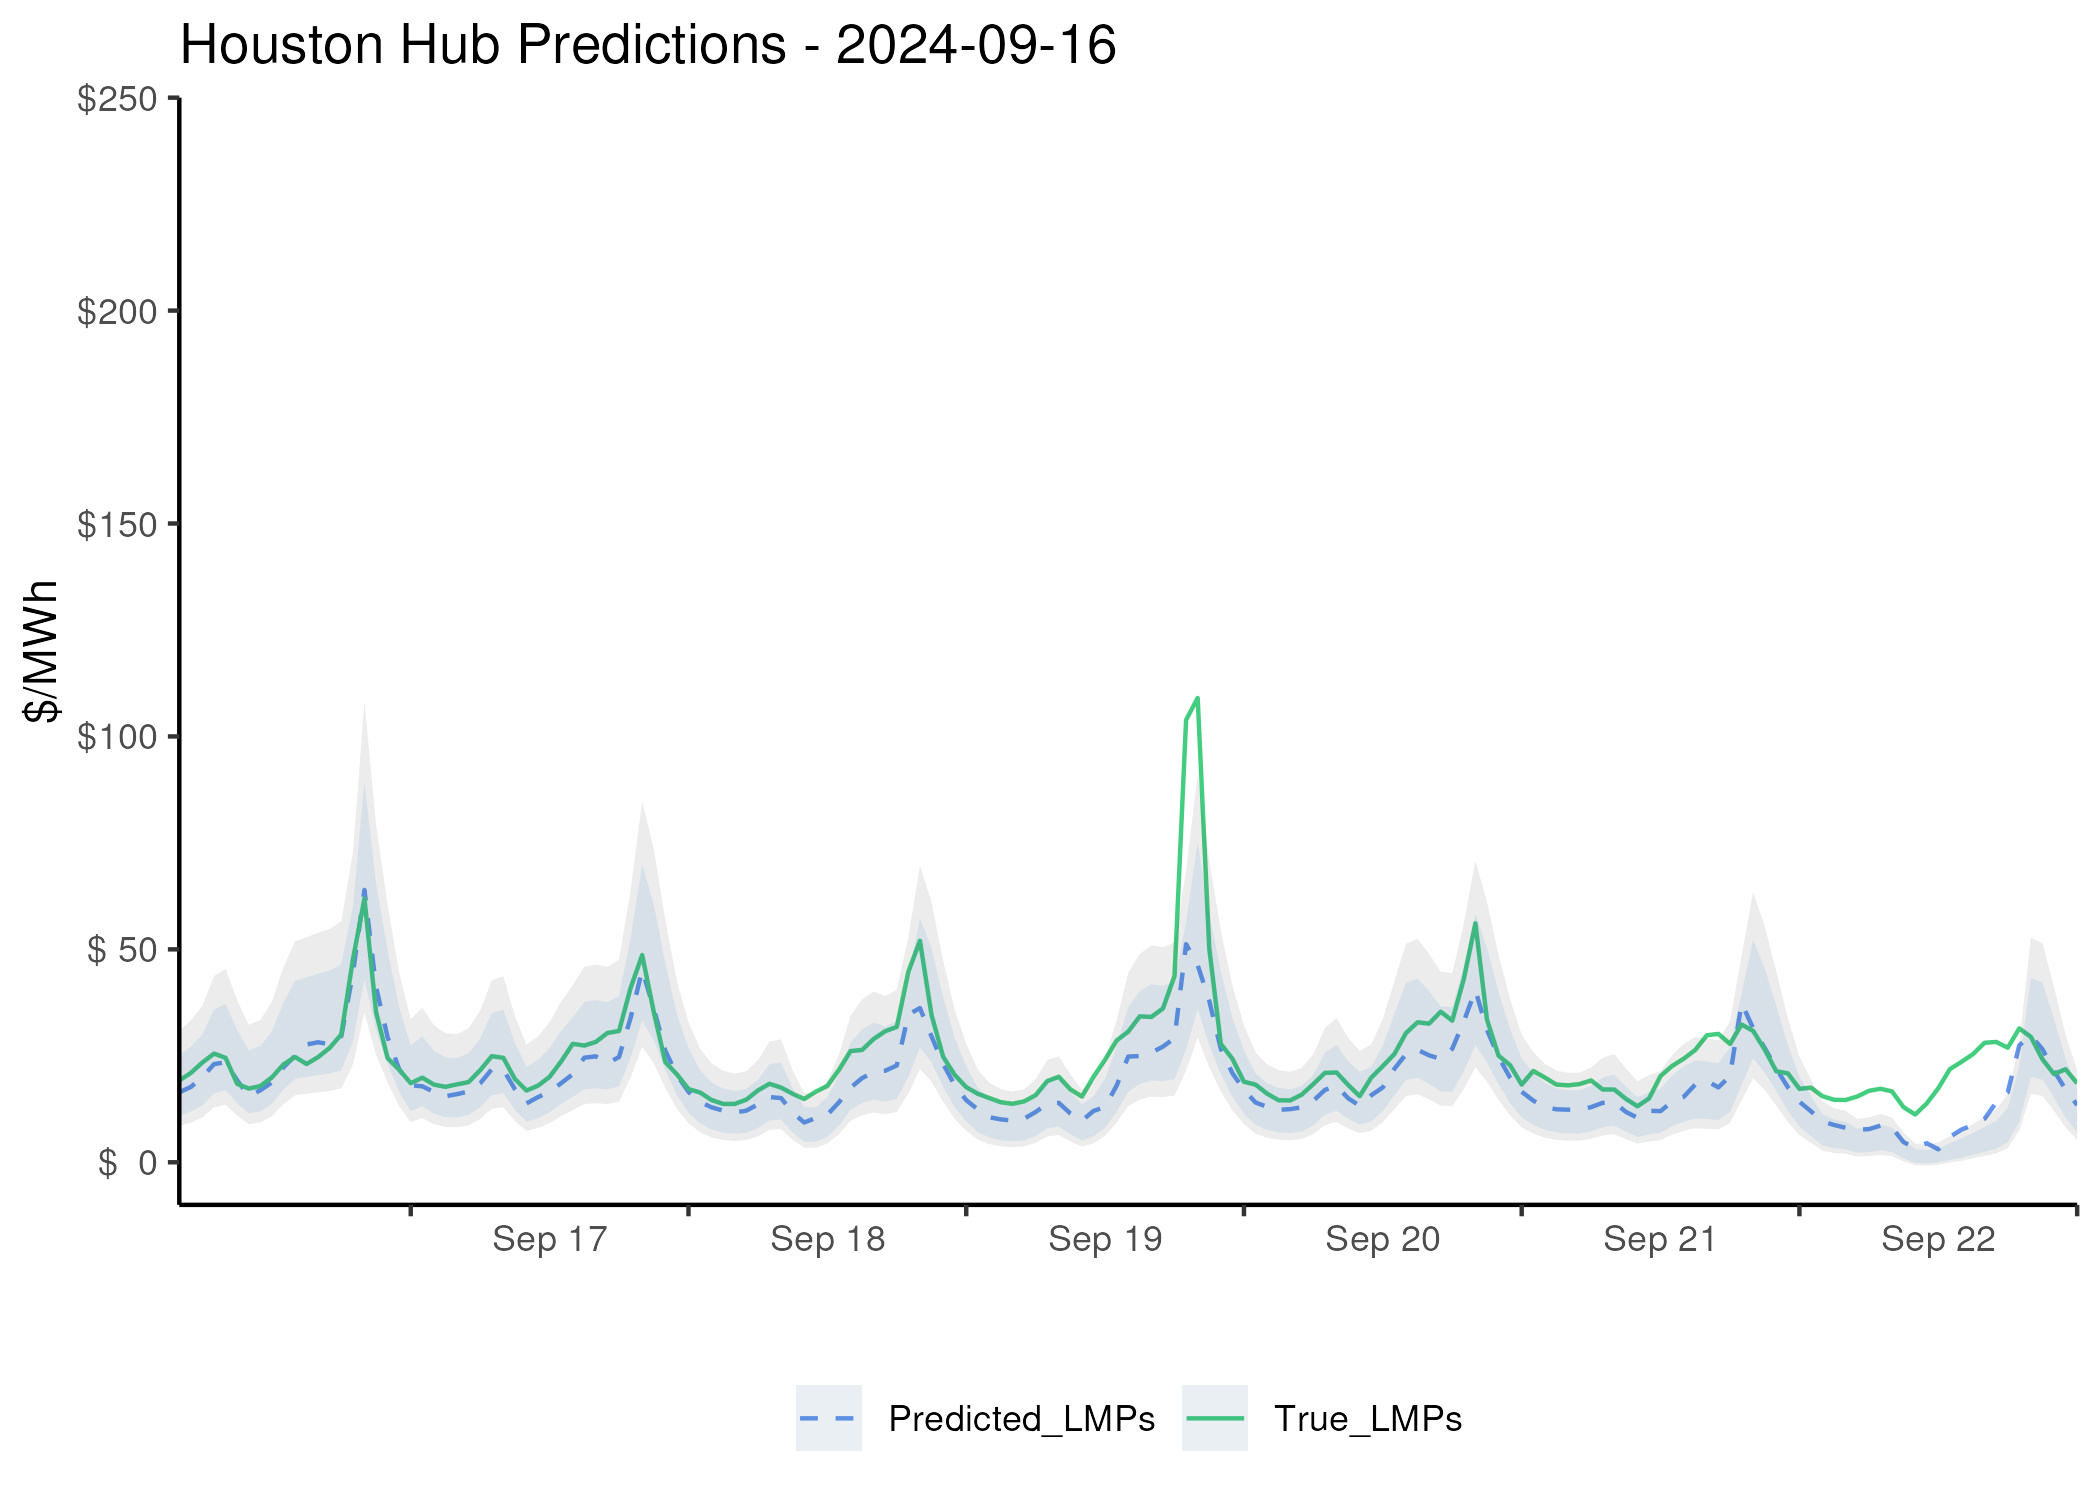 Houston Hub Predictions - 2024-09-16
$250
$200
$150
$100
$ 50
$  0
$/MWh
Sep 17 Sep 18 Sep 19 Sep 20 Sep 21 Sep 22
Predicted_LMPs True_LMPs